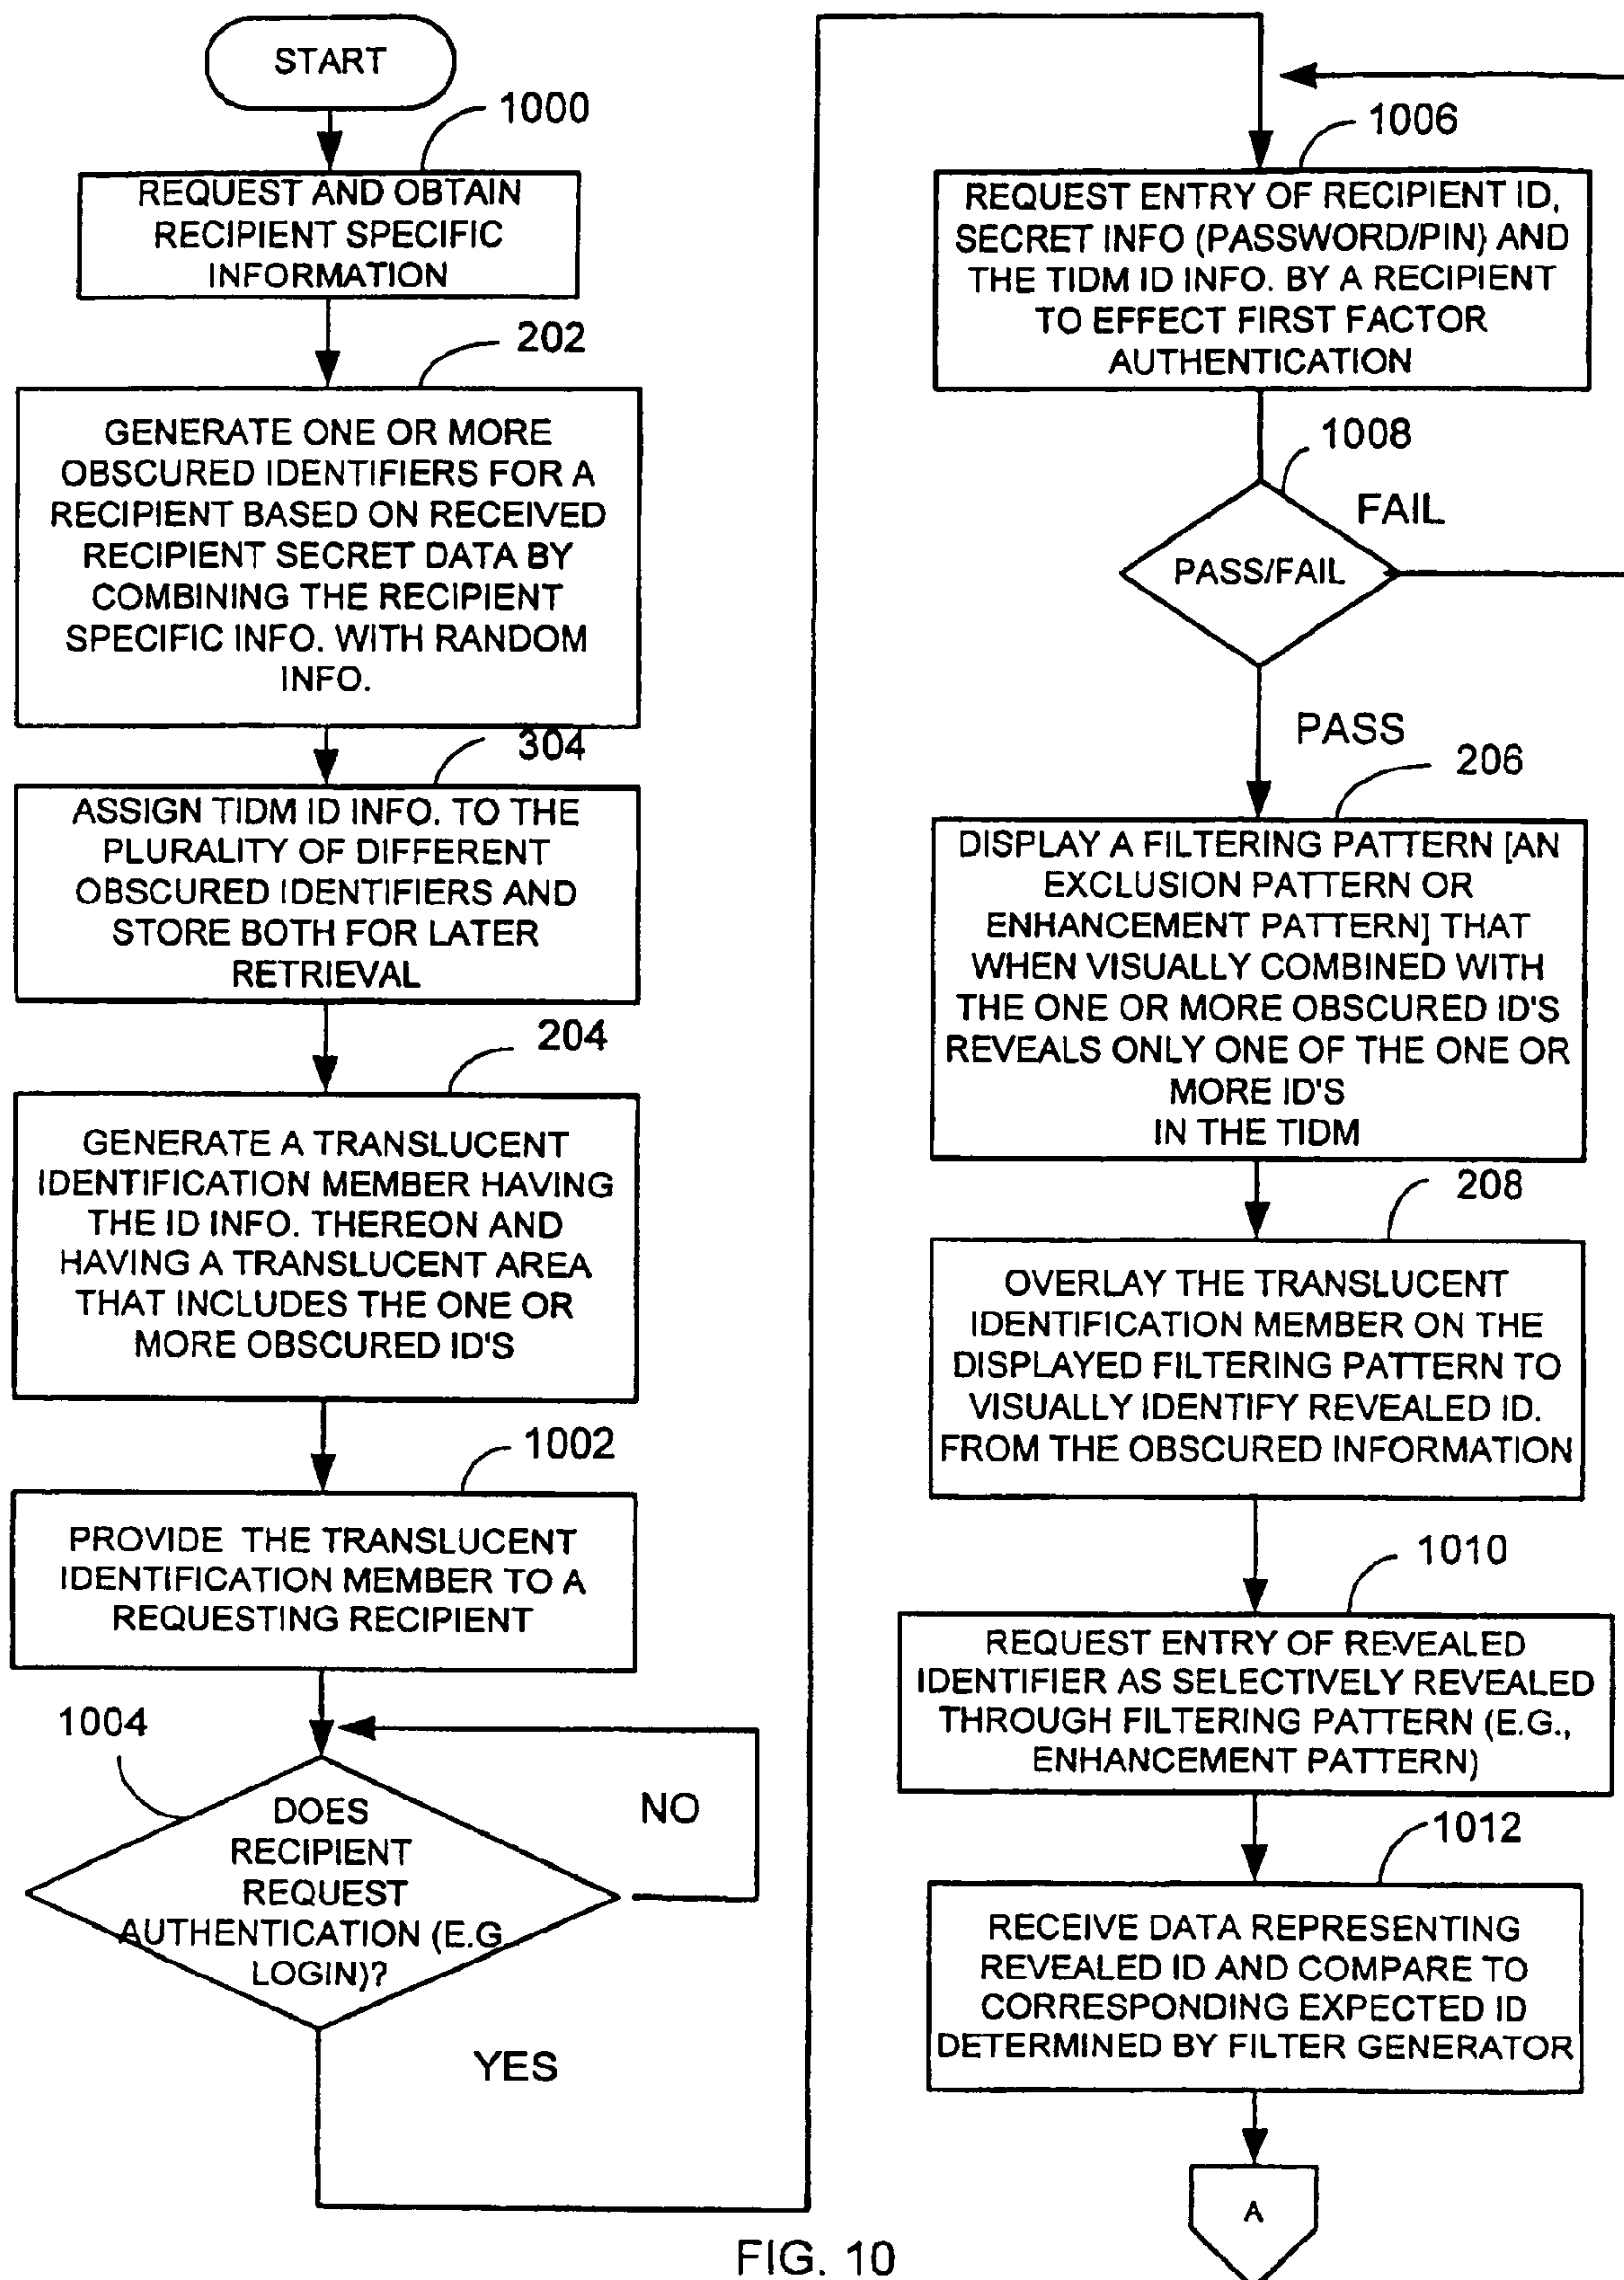 START
1000
REQUEST AND OBTAIN
RECIPIENT SPECIFIC
INFORMATION
202
GENERATE ONE OR MORE
OBSCURED IDENTIFIERS FOR A
RECIPIENT BASED ON RECEIVED
RECIPIENT SECRET DATA BY
COMBINING THE RECIPIENT
SPECIFIC INFO. WITH RANDOM
INFO.
304
ASSIGN TIDM ID INFO. TO THE
PLURALITY OF DIFFERENT
OBSCURED IDENTIFIERS AND
STORE BOTH FOR LATER
RETRIEVAL
204
GENERATE A TRANSLUCENT
IDENTIFICATION MEMBER HAVING
THE ID INFO. THEREON AND
HAVING A TRANSLUCENT AREA
THAT INCLUDES THE ONE OR
MORE OBSCURED ID'S
1002
PROVIDE THE TRANSLUCENT
IDENTIFICATION MEMBER TO A
REQUESTING RECIPIENT
1004
DOES
RECIPIENT
REQUEST
AUTHENTICATION (E.G.
LOGIN)?
NO
YES
1006
REQUEST ENTRY OF RECIPIENT ID,
SECRET INFO (PASSWORD/PIN) AND
THE TIDM ID INFO. BY A RECIPIENT
TO EFFECT FIRST FACTOR
AUTHENTICATION
1008
FAIL
PASS/FAIL
PASS
206
DISPLAY A FILTERING PATTERN [AN
EXCLUSION PATTERN OR
ENHANCEMENT PATTERN] THAT
WHEN VISUALLY COMBINED WITH
THE ONE OR MORE OBSCURED ID'S
REVEALS ONLY ONE OF THE ONE OR
MORE ID'S
IN THE TIDM
208
OVERLAY THE TRANSLUCENT
IDENTIFICATION MEMBER ON THE
DISPLAYED FILTERING PATTERN TO
VISUALLY IDENTIFY REVEALED ID.
FROM THE OBSCURED INFORMATION
1010
REQUEST ENTRY OF REVEALED
IDENTIFIER AS SELECTIVELY REVEALED
THROUGH FILTERING PATTERN (E.G.,
ENHANCEMENT PATTERN)
1012
RECEIVE DATA REPRESENTING
REVEALED ID AND COMPARE TO
CORRESPONDING EXPECTED ID
DETERMINED BY FILTER GENERATOR
A
FIG. 10